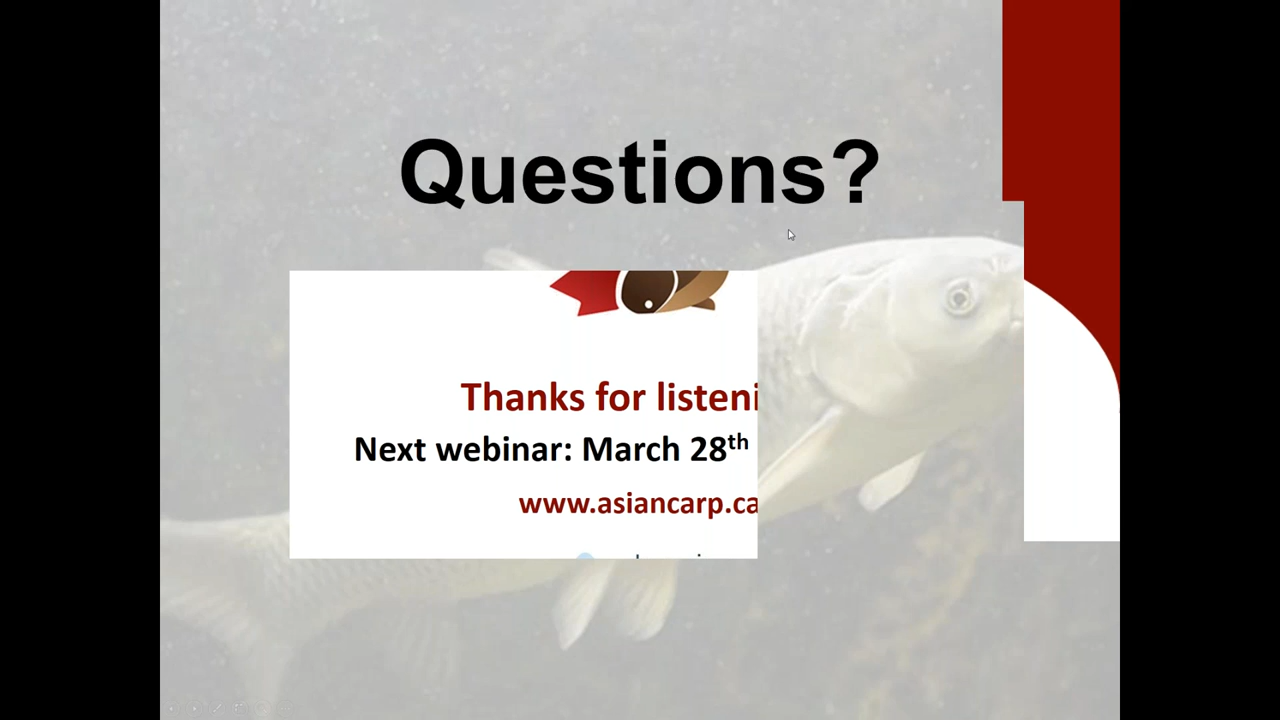 Questions?
Thanks for listeni
Next webinar: March 28th
www.asiancarp.ca